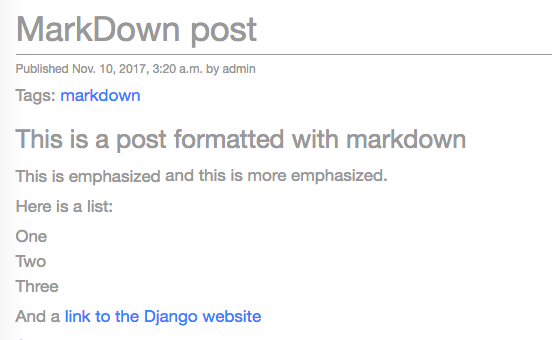 MarkDown post
Published Nov. 10, 2017, 3:20 a.m. by admin
Tags: markdown
This is a post formatted with markdown
This is emphasized and this is more emphasized.
Here is a list:
One
Two
Three
And a link to the Django website